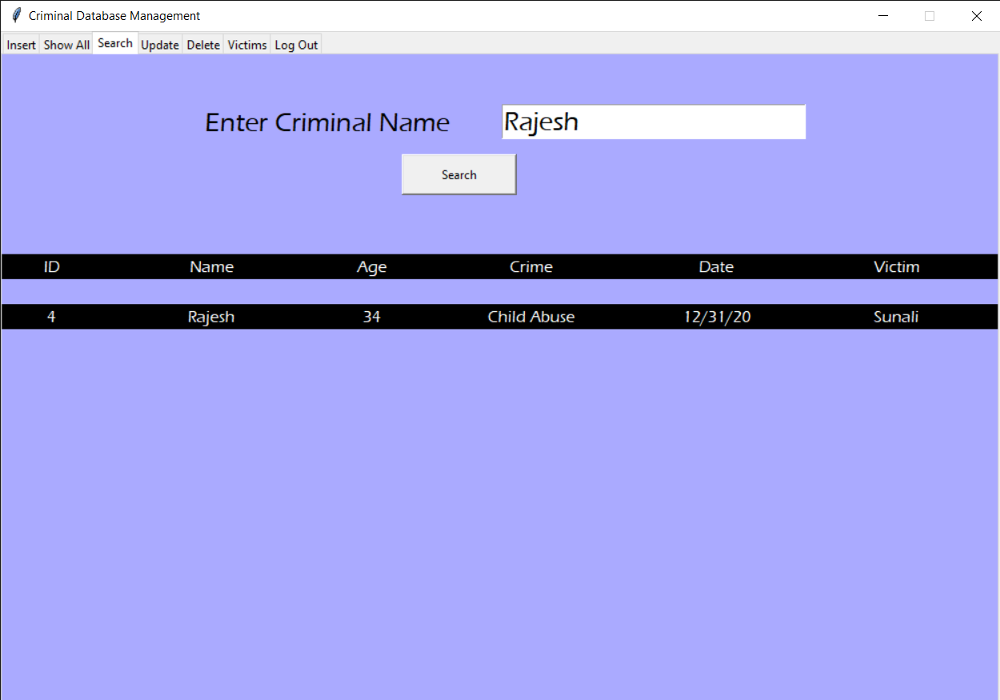 Criminal Database Management
Insert Show All Search Update Delete Victims Log Out
Enter Criminal Name Rajesh
Search
ID Name Age Crime Date Victim
4 Rajesh 34 Child Abuse 12/31/20 Sunali